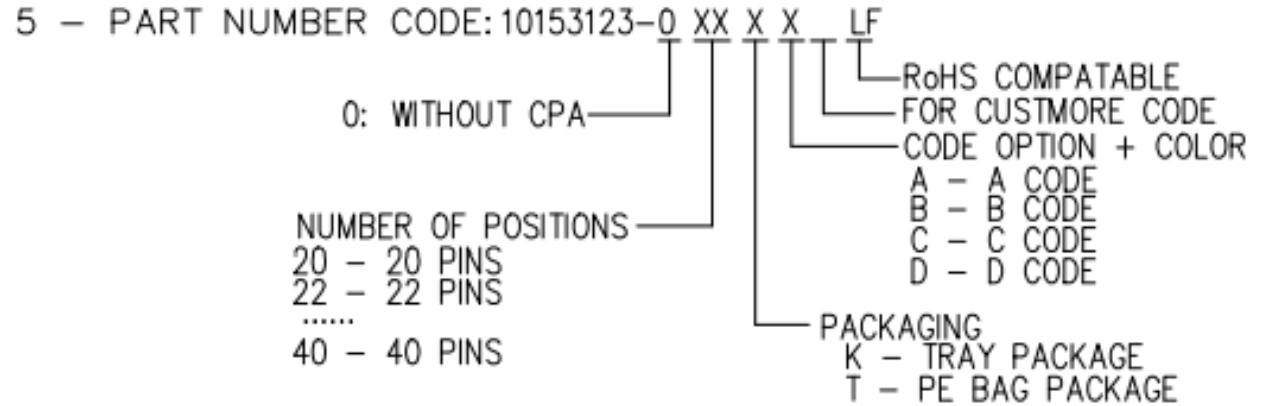 5 – PART NUMBER CODE: 10153123-0 XX X X _ LF
RoHS COMPATABLE
0: WITHOUT CPA
FOR CUSTMORE CODE
CODE OPTION + COLOR
A – A CODE
B – B CODE
C – C CODE
D – D CODE
NUMBER OF POSITIONS
20 – 20 PINS
22 – 22 PINS
......
40 – 40 PINS
PACKAGING
K – TRAY PACKAGE
T – PE BAG PACKAGE